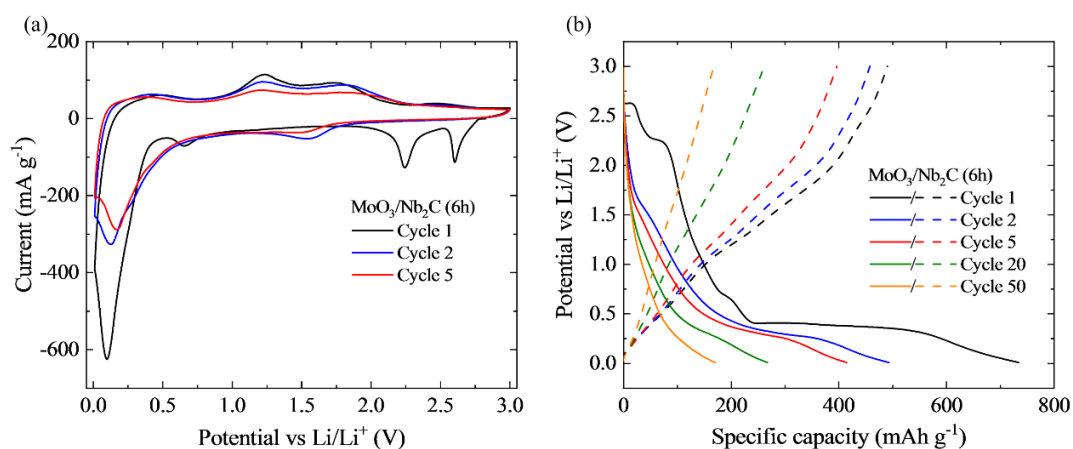 (a)
200
0
-200
-400
-600
Current (mA g⁻¹)
MoO₃/Nb₂C (6h)
Cycle 1
Cycle 2
Cycle 5
0.0 0.5 1.0 1.5 2.0 2.5 3.0
Potential vs Li/Li⁺ (V)
(b)
3.0
2.5
2.0
1.5
1.0
0.5
0.0
Potential vs Li/Li⁺ (V)
MoO₃/Nb₂C (6h)
/ Cycle 1
/ Cycle 2
/ Cycle 5
/ Cycle 20
/ Cycle 50
0 200 400 600 800
Specific capacity (mAh g⁻¹)